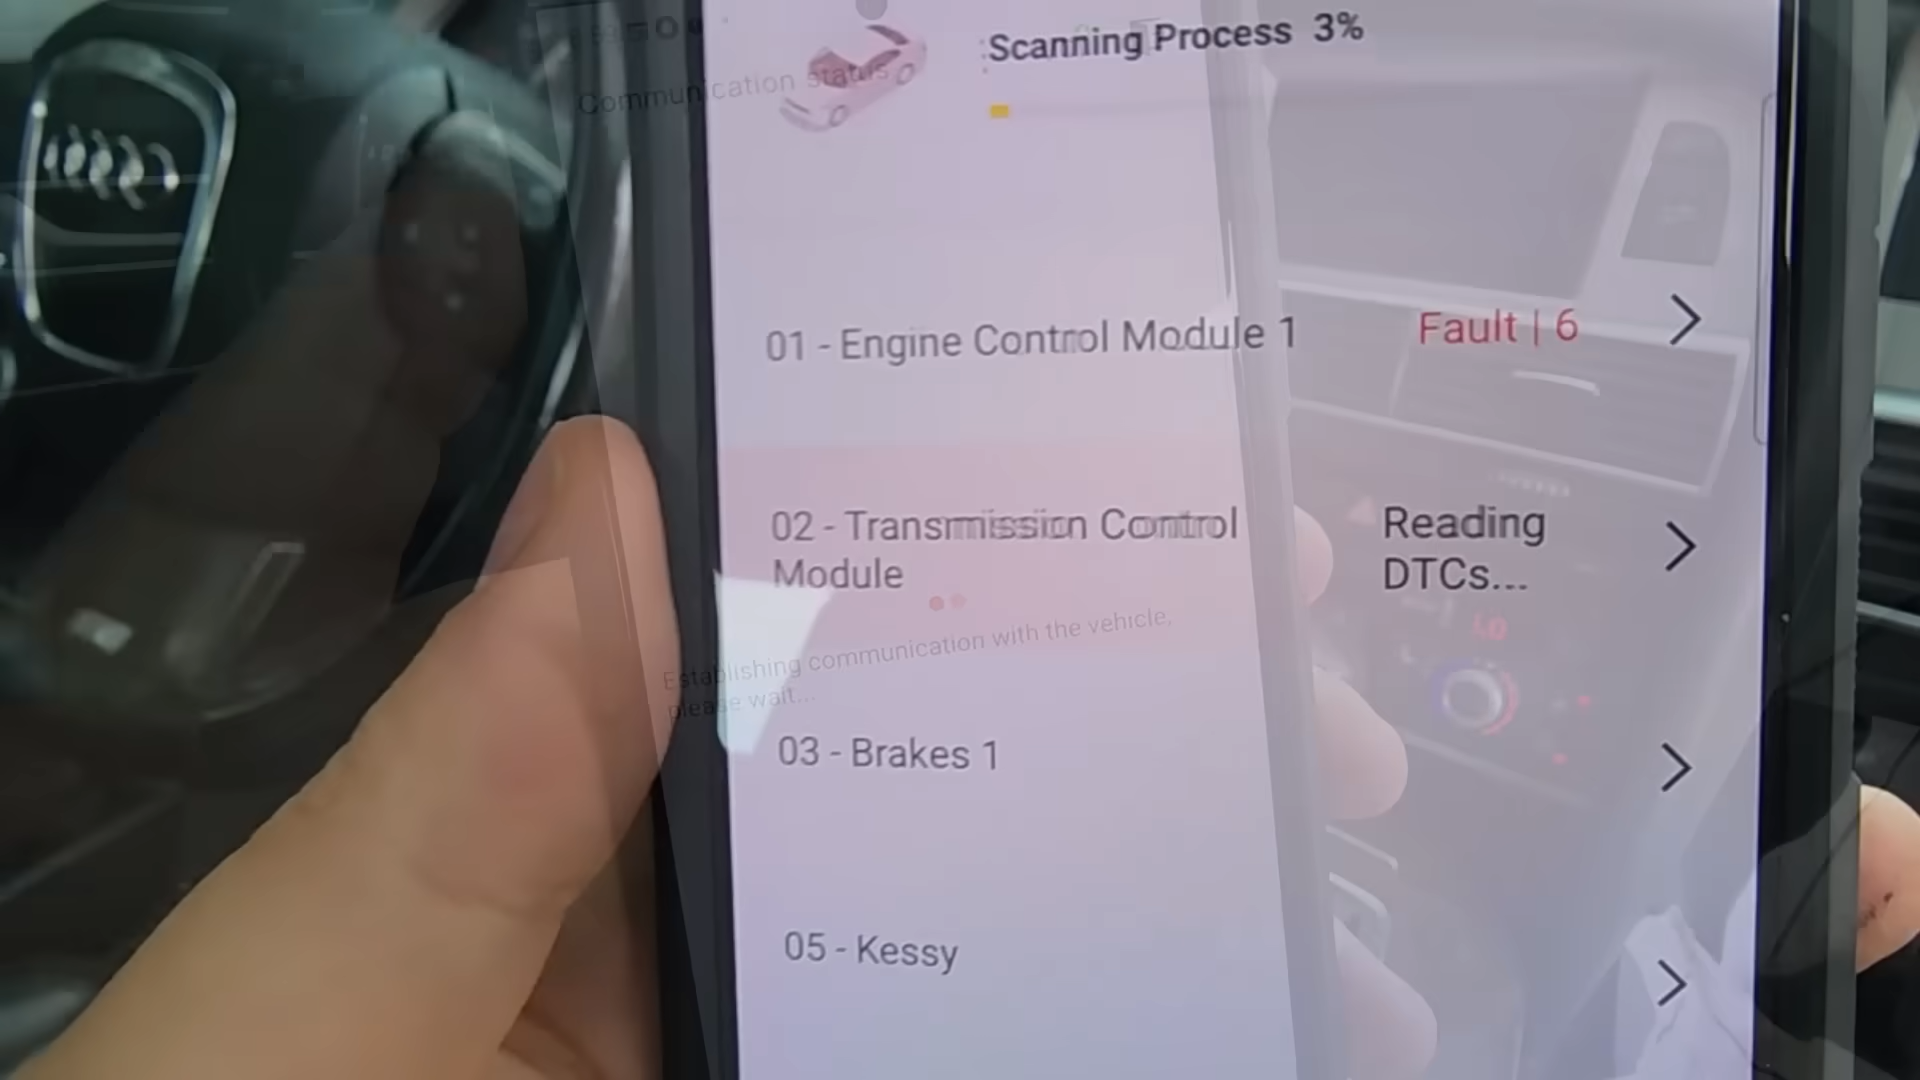 Communication status
Scanning Process 3%
01 - Engine Control Module 1
Fault | 6
02 - Transmission Control
Module
Reading
DTCs...
Establishing communication with the vehicle,
please wait...
03 - Brakes 1
05 - Kessy
LO